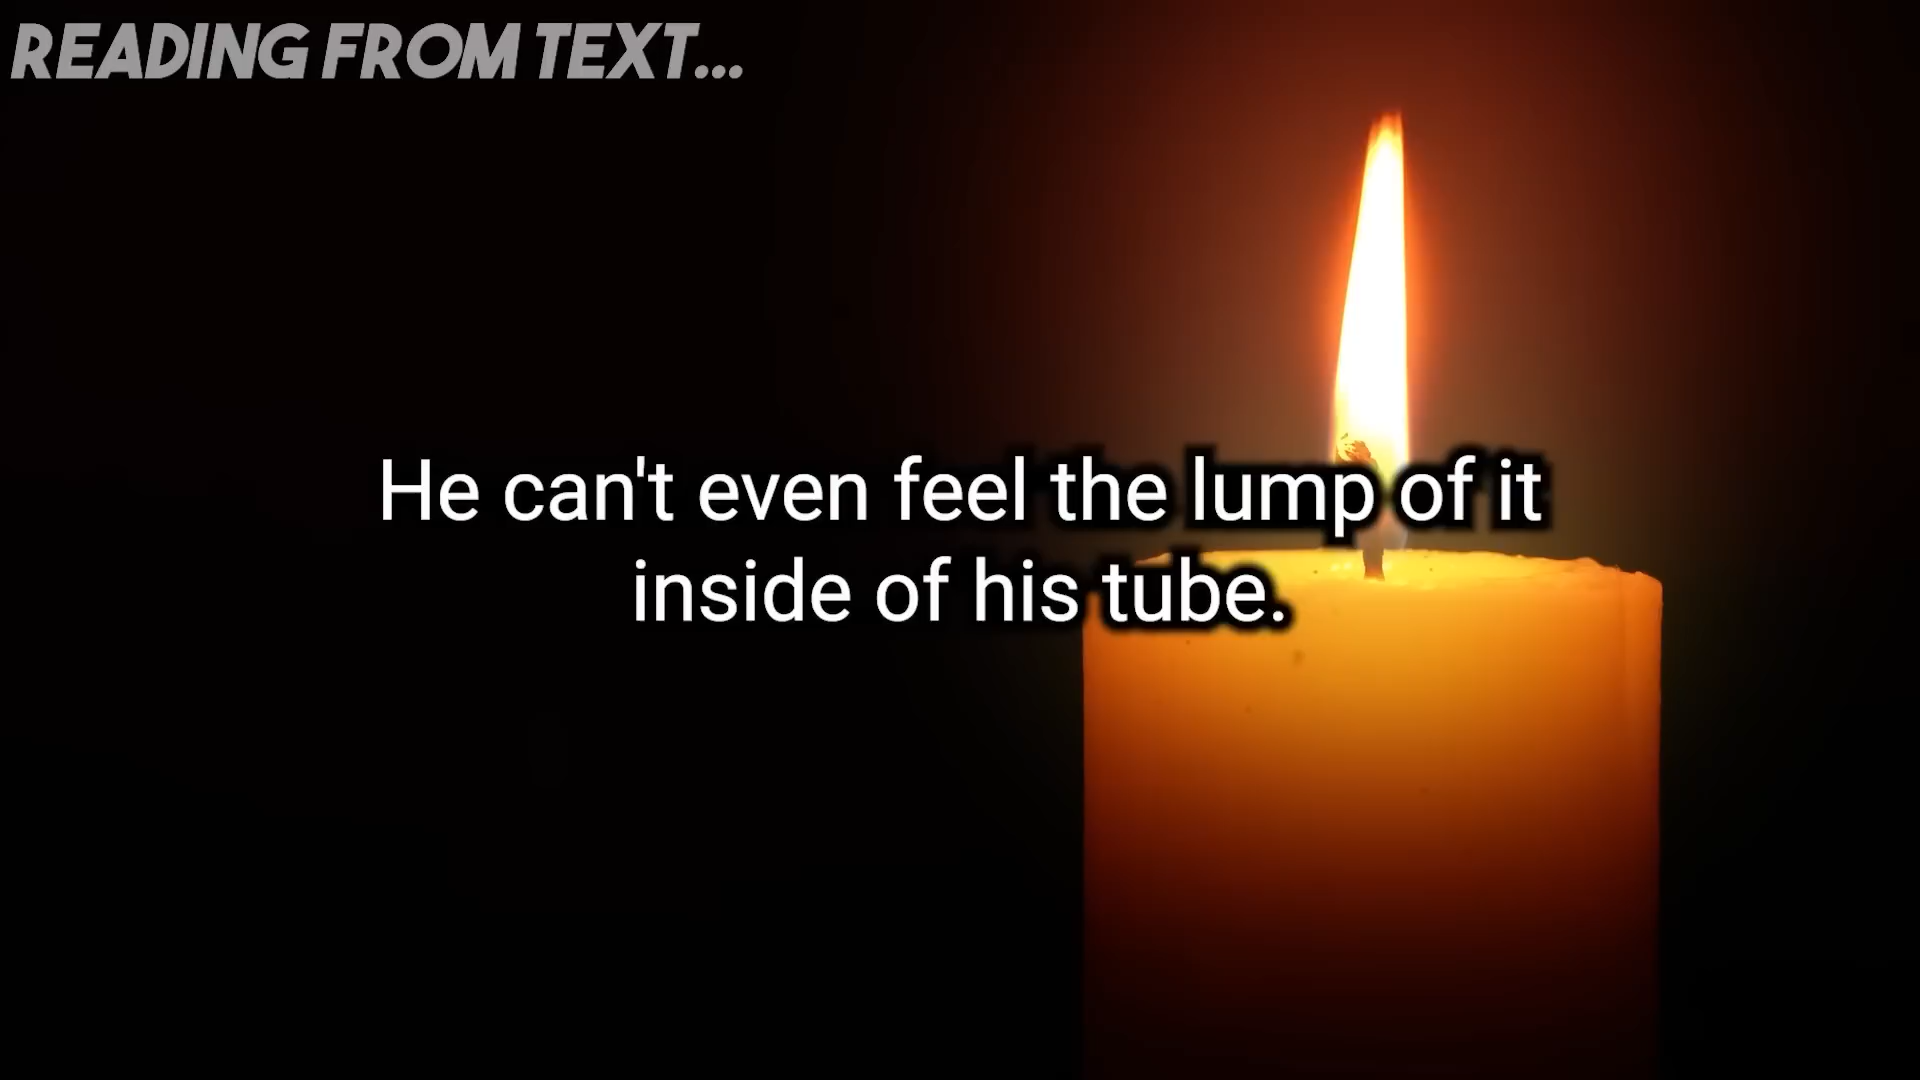 READING FROM TEXT...
He can't even feel the lump of it
inside of his tube.